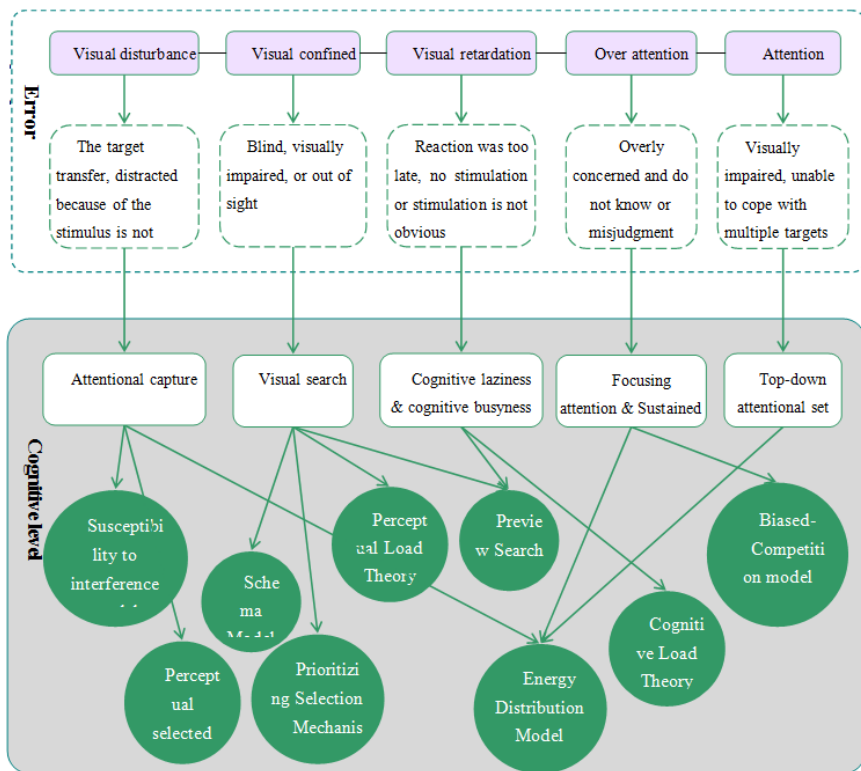 Visual disturbance
Visual confined
Visual retardation
Over attention
Attention
Error
The target
transfer, distracted
because of the
stimulus is not
Blind, visually
impaired, or out of
sight
Reaction was too
late, no stimulation
or stimulation is not
obvious
Overly
concerned and do
not know or
misjudgment
Visually
impaired, unable
to cope with
multiple targets
Attentional capture
Visual search
Cognitive laziness
& cognitive busyness
Focusing
attention & Sustained
Top-down
attentional set
Cognitive level
Susceptibi
lity to
interference
Sche
ma
Model
Percept
ual Load
Theory
Previe
w Search
Biased-
Competiti
on model
Percept
ual
selected
Prioritizi
ng Selection
Mechanis
Energy
Distribution
Model
Cogniti
ve Load
Theory